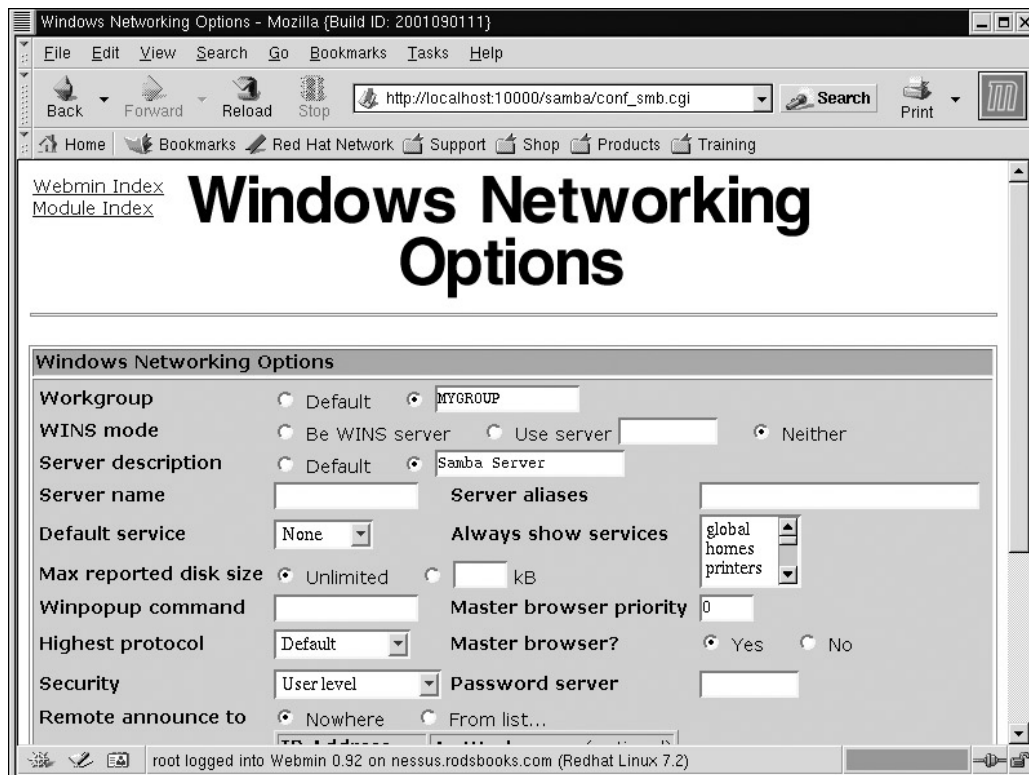 Windows Networking Options - Mozilla {Build ID: 2001090111}
File Edit View Search Go Bookmarks Tasks Help
Back Forward Reload Stop http://localhost:10000/samba/conf_smb.cgi Search Print
Home Bookmarks Red Hat Network Support Shop Products Training
Webmin Index
Module Index
Windows Networking
Options
Windows Networking Options
Workgroup Default MYGROUP
WINS mode Be WINS server Use server Neither
Server description Default Samba Server
Server name Server aliases
Default service None Always show services global
homes
printers
Max reported disk size Unlimited kB
Winpopup command Master browser priority 0
Highest protocol Default Master browser? Yes No
Security User level Password server
Remote announce to Nowhere From list...
IP Address As Workgroup (optional)
root logged into Webmin 0.92 on nessus.rodsbooks.com (Redhat Linux 7.2)